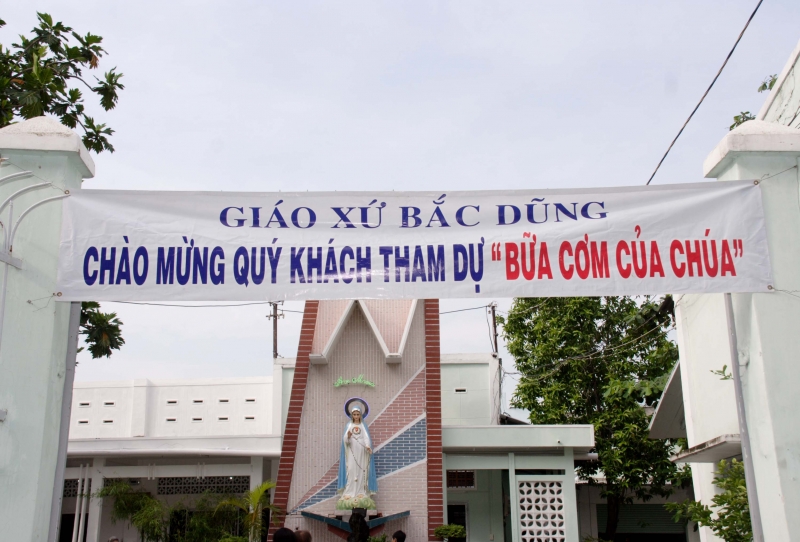 GIÁO XỨ BẮC DŨNG
CHÀO MỪNG QUÝ KHÁCH THAM DỰ "BỮA CƠM CỦA CHÚA"